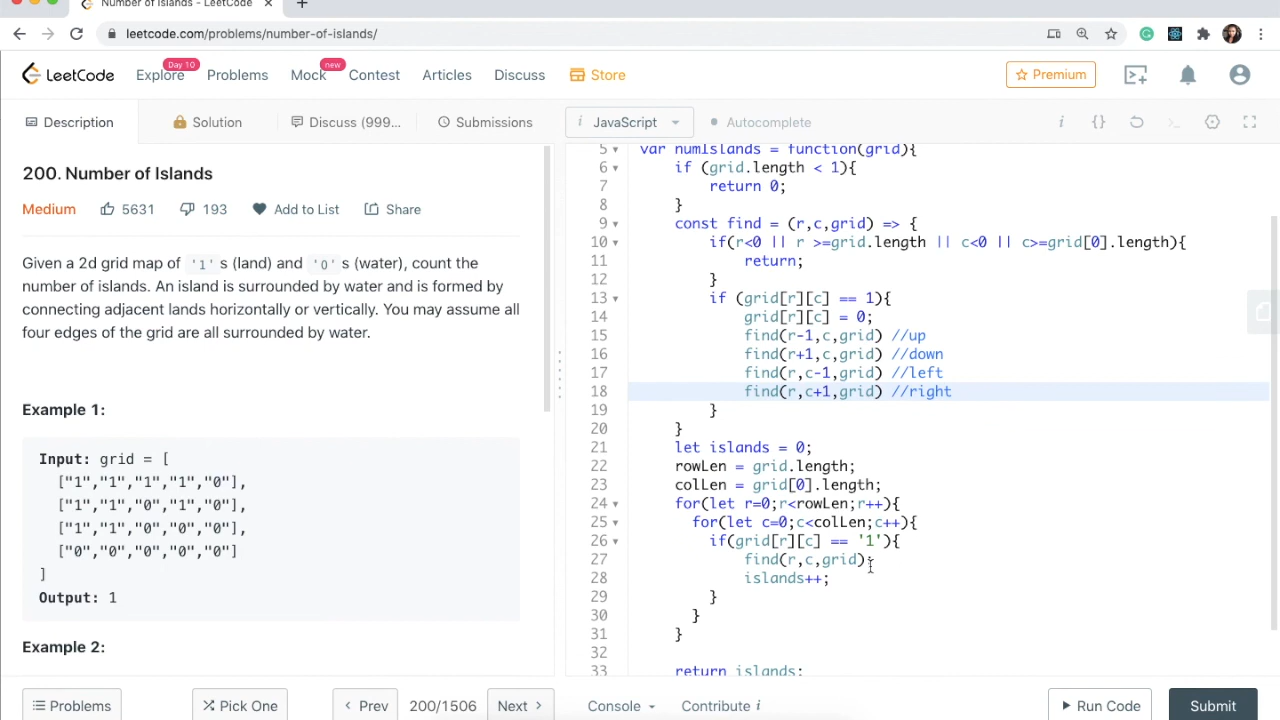 Number of Islands - LeetCode
leetcode.com/problems/number-of-islands/
LeetCode
Explore
Day 10
Problems
Mock
new
Contest
Articles
Discuss
Store
Premium
Description
Solution
Discuss (999...
Submissions
i JavaScript
Autocomplete
i {} >_
200. Number of Islands
Medium 5631 193 Add to List Share
Given a 2d grid map of '1' s (land) and '0' s (water), count the
number of islands. An island is surrounded by water and is formed by
connecting adjacent lands horizontally or vertically. You may assume all
four edges of the grid are all surrounded by water.
Example 1:
Input: grid = [
["1","1","1","1","0"],
["1","1","0","1","0"],
["1","1","0","0","0"],
["0","0","0","0","0"]
]
Output: 1
Example 2:
5 var numIslands = function(grid){
6 if (grid.length < 1){
7 return 0;
8 }
9 const find = (r,c,grid) => {
10 if(r<0 || r >=grid.length || c<0 || c>=grid[0].length){
11 return;
12 }
13 if (grid[r][c] == 1){
14 grid[r][c] = 0;
15 find(r-1,c,grid) //up
16 find(r+1,c,grid) //down
17 find(r,c-1,grid) //left
18 find(r,c+1,grid) //right
19 }
20 }
21 let islands = 0;
22 rowLen = grid.length;
23 colLen = grid[0].length;
24 for(let r=0;r<rowLen;r++){
25 for(let c=0;c<colLen;c++){
26 if(grid[r][c] == '1'){
27 find(r,c,grid);
28 islands++;
29 }
30 }
31 }
32
33 return islands;
Problems
Pick One
< Prev
200/1506
Next >
Console
Contribute i
Run Code
Submit